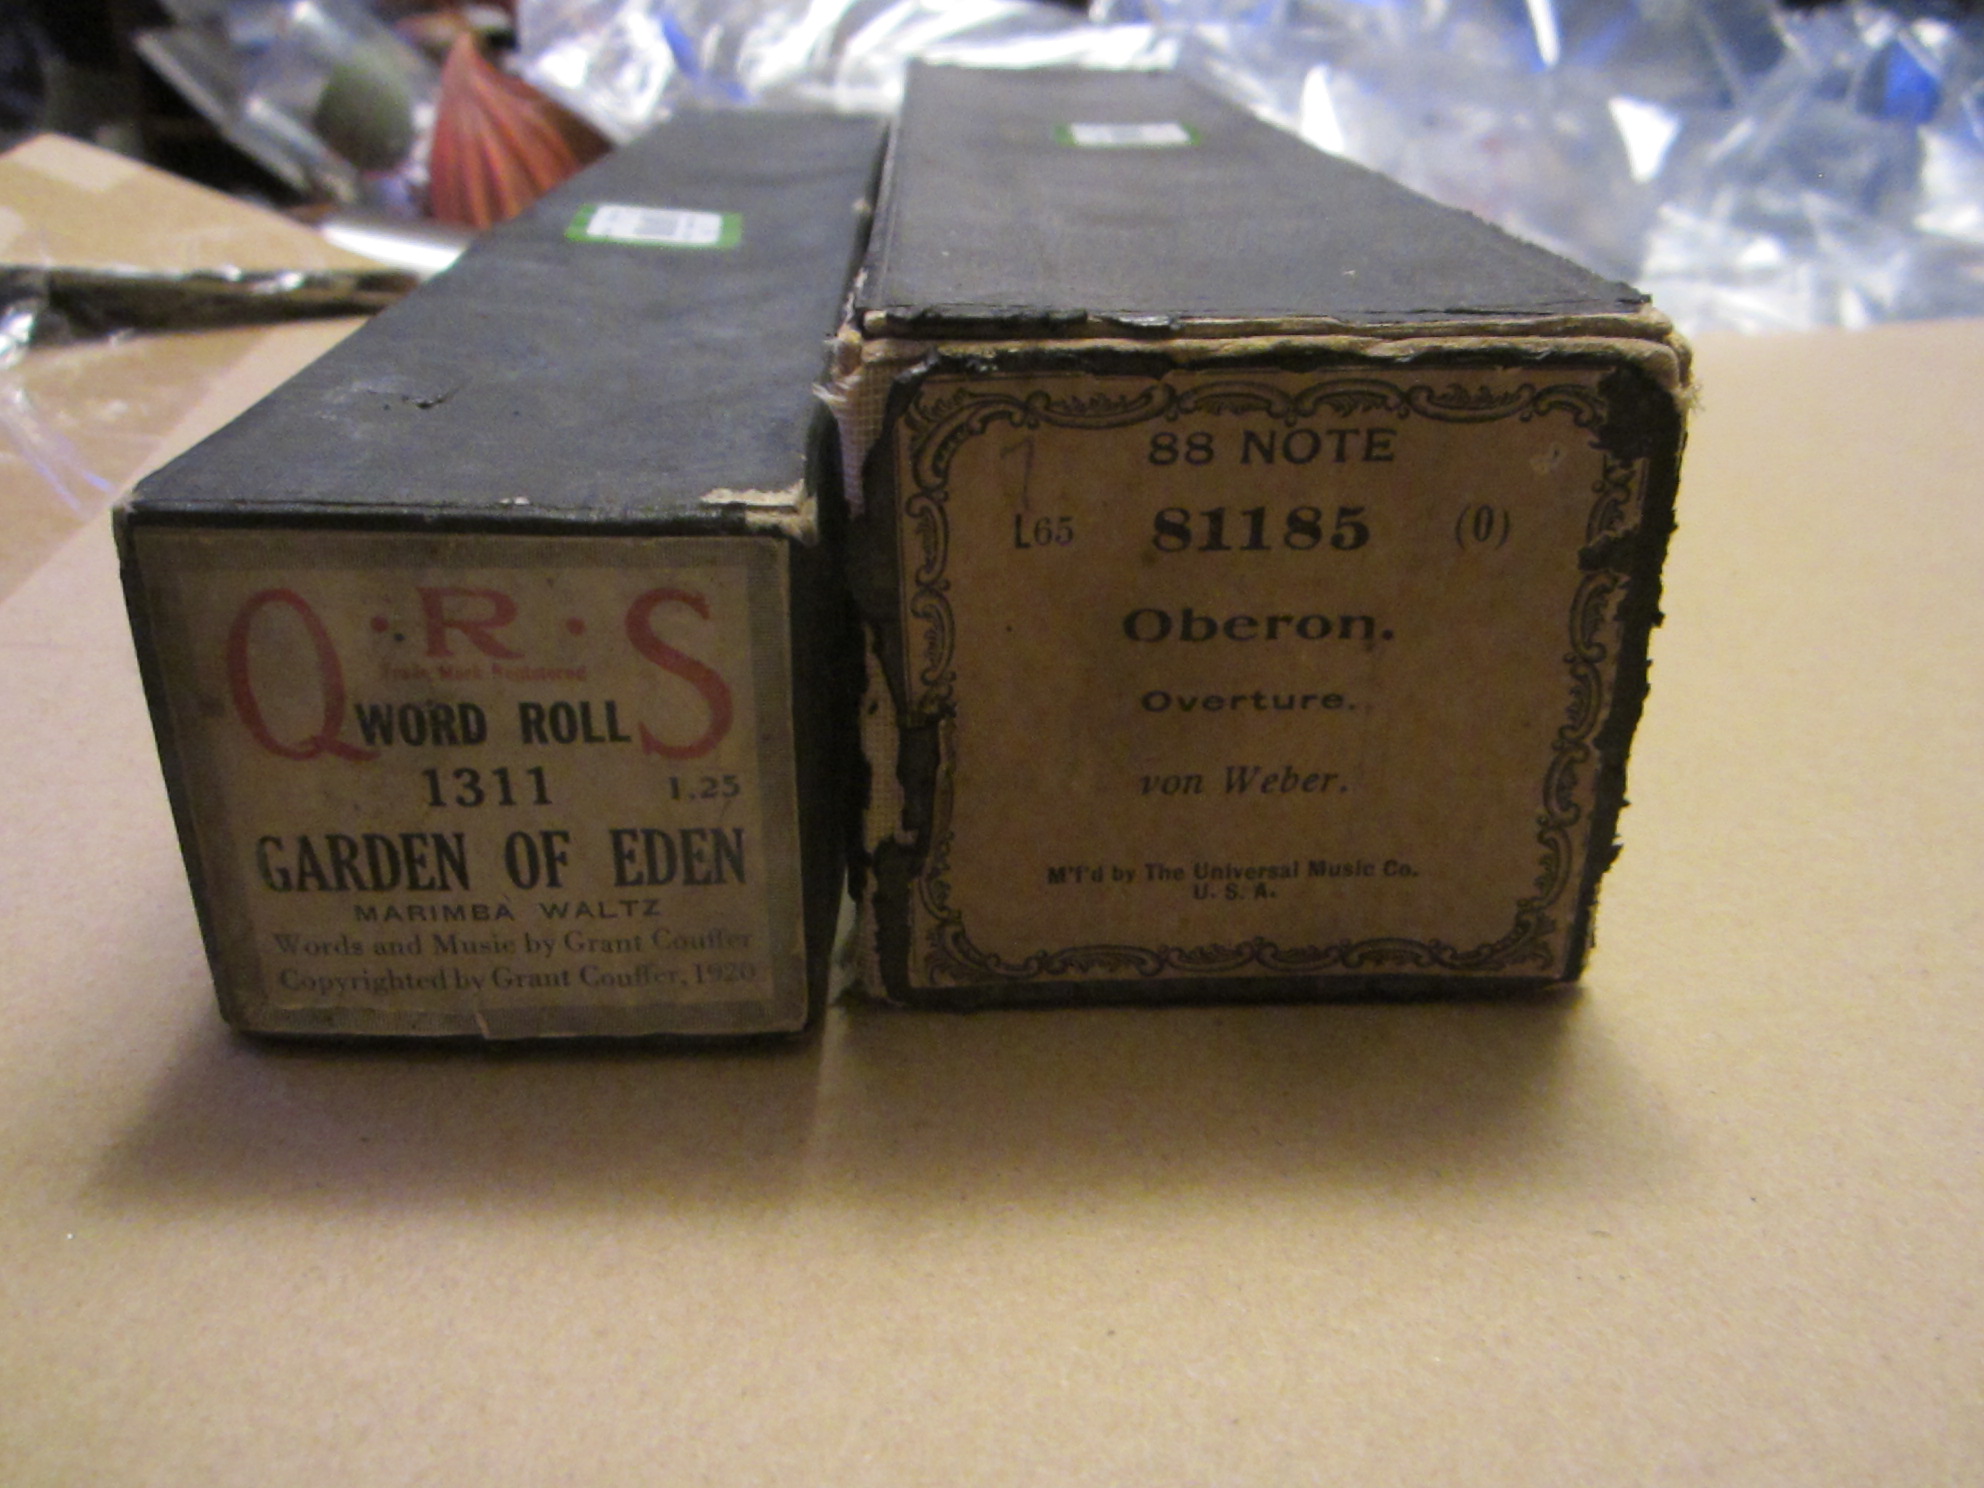 Q·R·S
Trade Mark Registered
WORD ROLL
1311 1.25
GARDEN OF EDEN
MARIMBA WALTZ
Words and Music by Grant Couffer
Copyrighted by Grant Couffer, 1920
7
88 NOTE
L65 81185 (0)
Oberon.
Overture.
von Weber.
M'f'd by The Universal Music Co.
U. S. A.